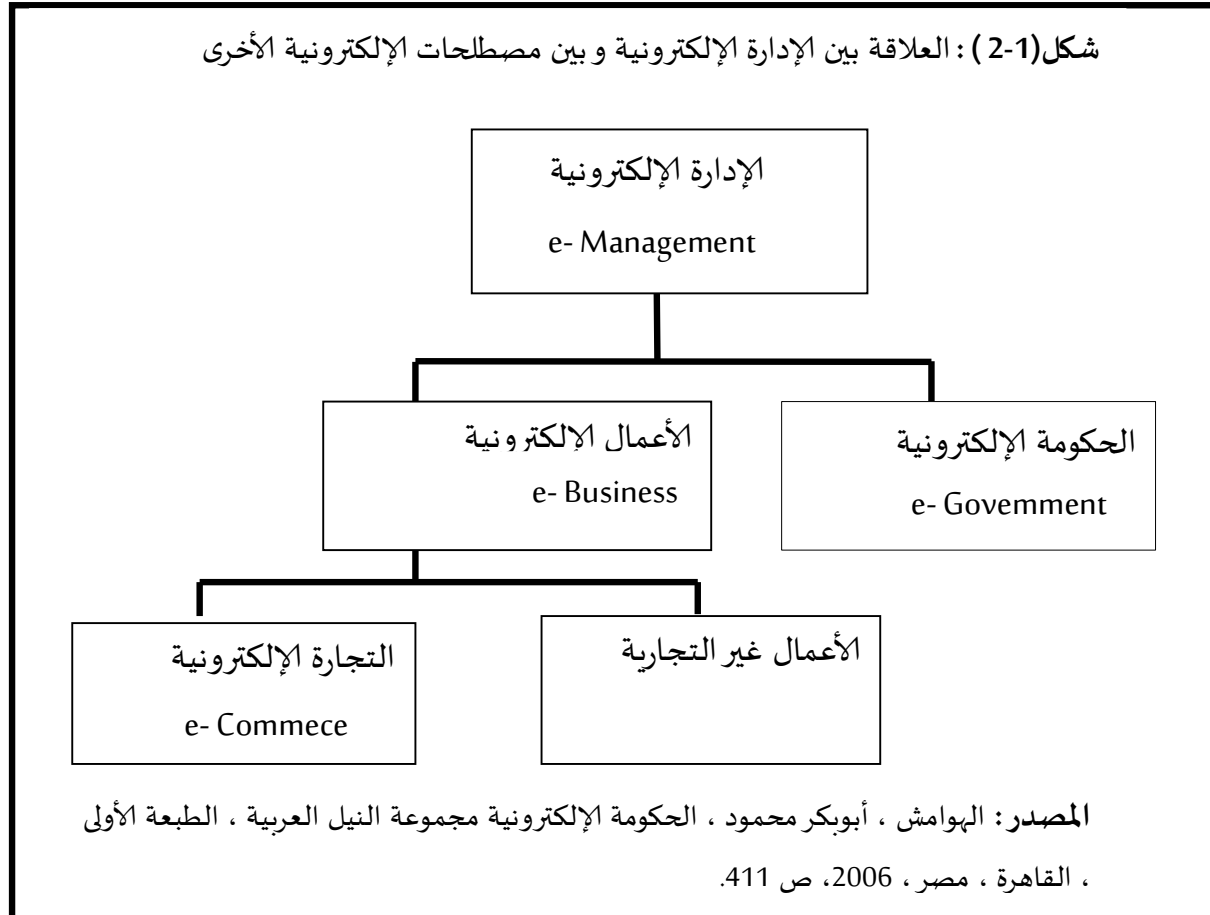 شكل(1-2) : العلاقة بين الإدارة الإلكترونية و بين مصطلحات الإلكترونية الأخرى
الإدارة الإلكترونية
e- Management
الحكومة الإلكترونية
e- Govemment
الأعمال الإلكترونية
e- Business
الأعمال غير التجارية
التجارة الإلكترونية
e- Commece
المصدر : الهوامش ، أبوبكر محمود ، الحكومة الإلكترونية مجموعة النيل العربية ، الطبعة الأولى
، القاهرة ، مصر ، 2006، ص 411.